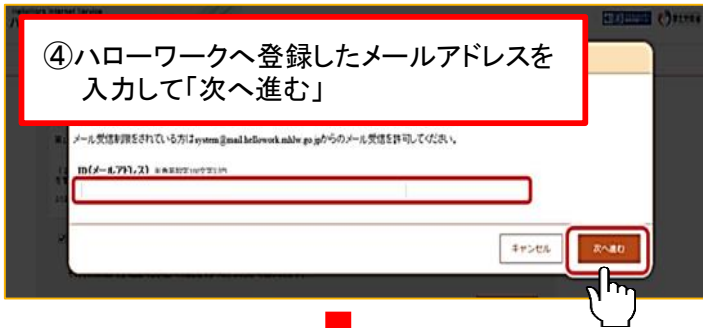 Internet Service
④ハローワークへ登録したメールアドレスを
入力して「次へ進む」
メール受信制限をされている方はsystem@mail.hellowork.mhlw.go.jpからのメール受信を許可してください。
ID(メールアドレス)
キャンセル
次へ進む